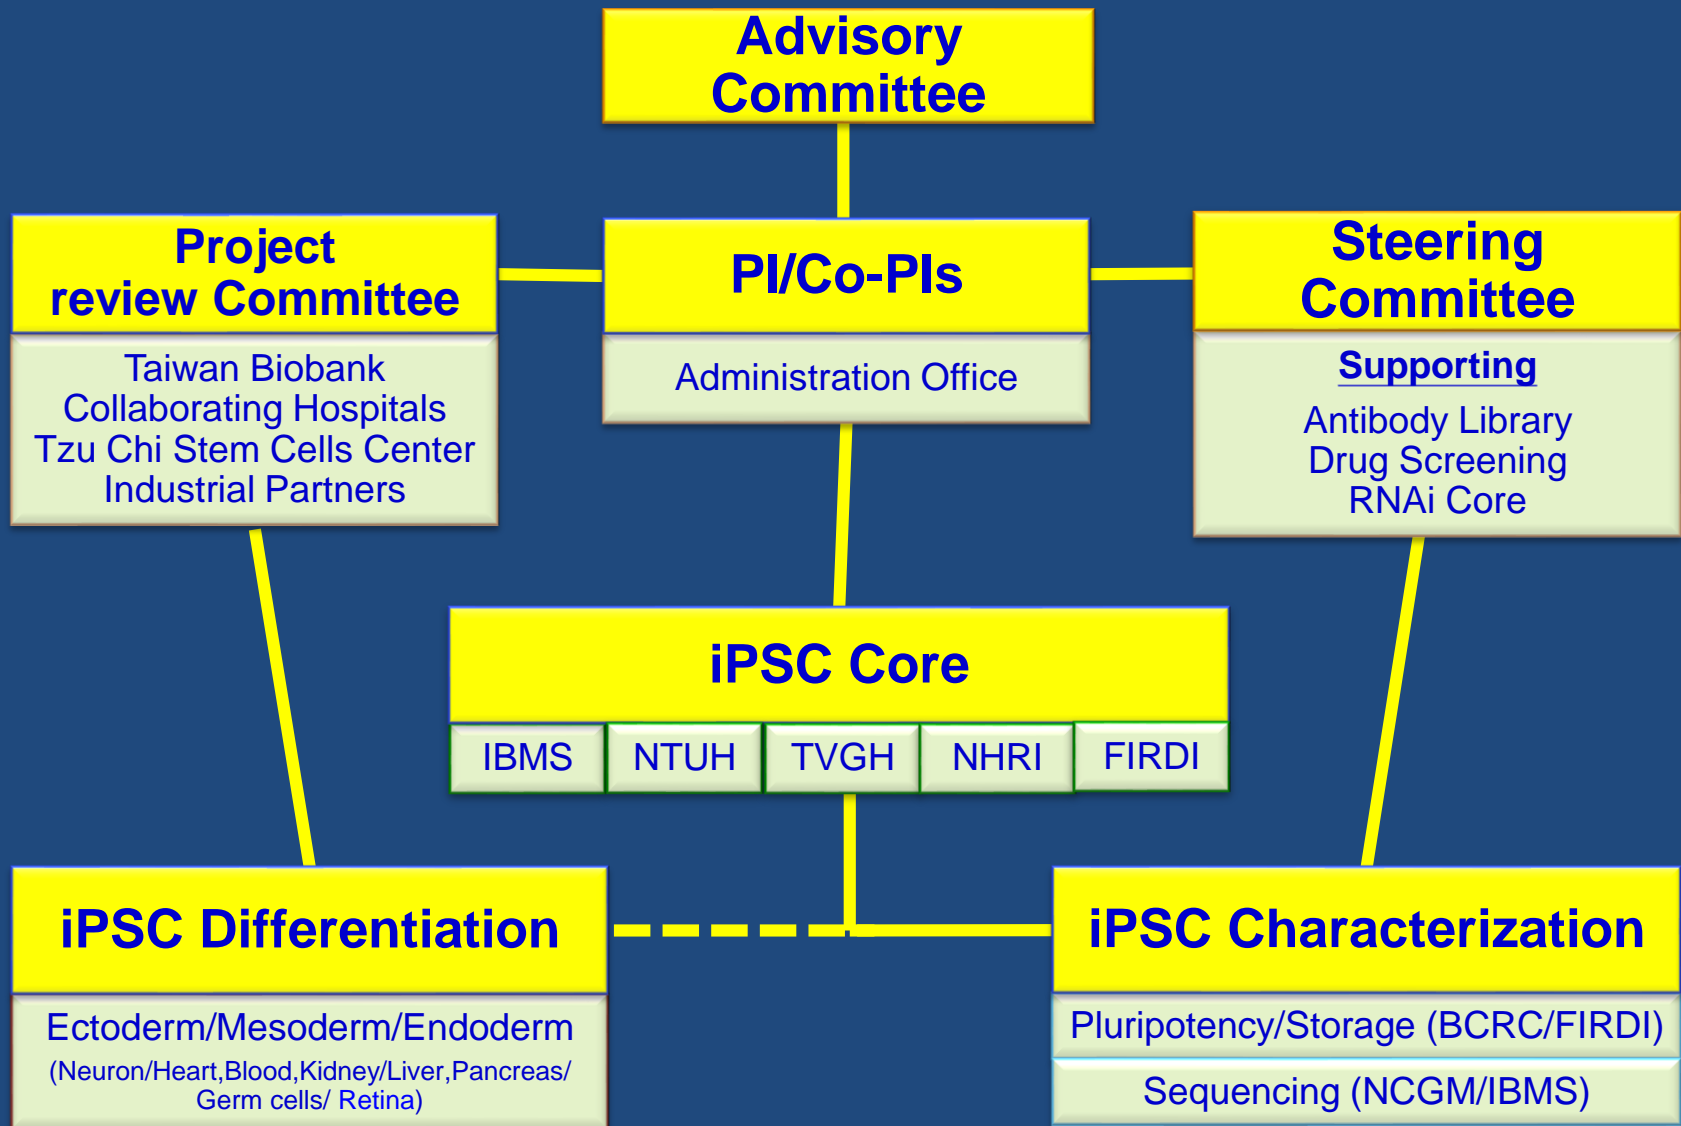 Advisory
Committee
Project
review Committee
Taiwan Biobank
Collaborating Hospitals
Tzu Chi Stem Cells Center
Industrial Partners
PI/Co-PIs
Administration Office
Steering
Committee
Supporting
Antibody Library
Drug Screening
RNAi Core
iPSC Core
IBMS
NTUH
TVGH
NHRI
FIRDI
iPSC Differentiation
Ectoderm/Mesoderm/Endoderm
(Neuron/Heart,Blood,Kidney/Liver,Pancreas/
Germ cells/ Retina)
iPSC Characterization
Pluripotency/Storage (BCRC/FIRDI)
Sequencing (NCGM/IBMS)